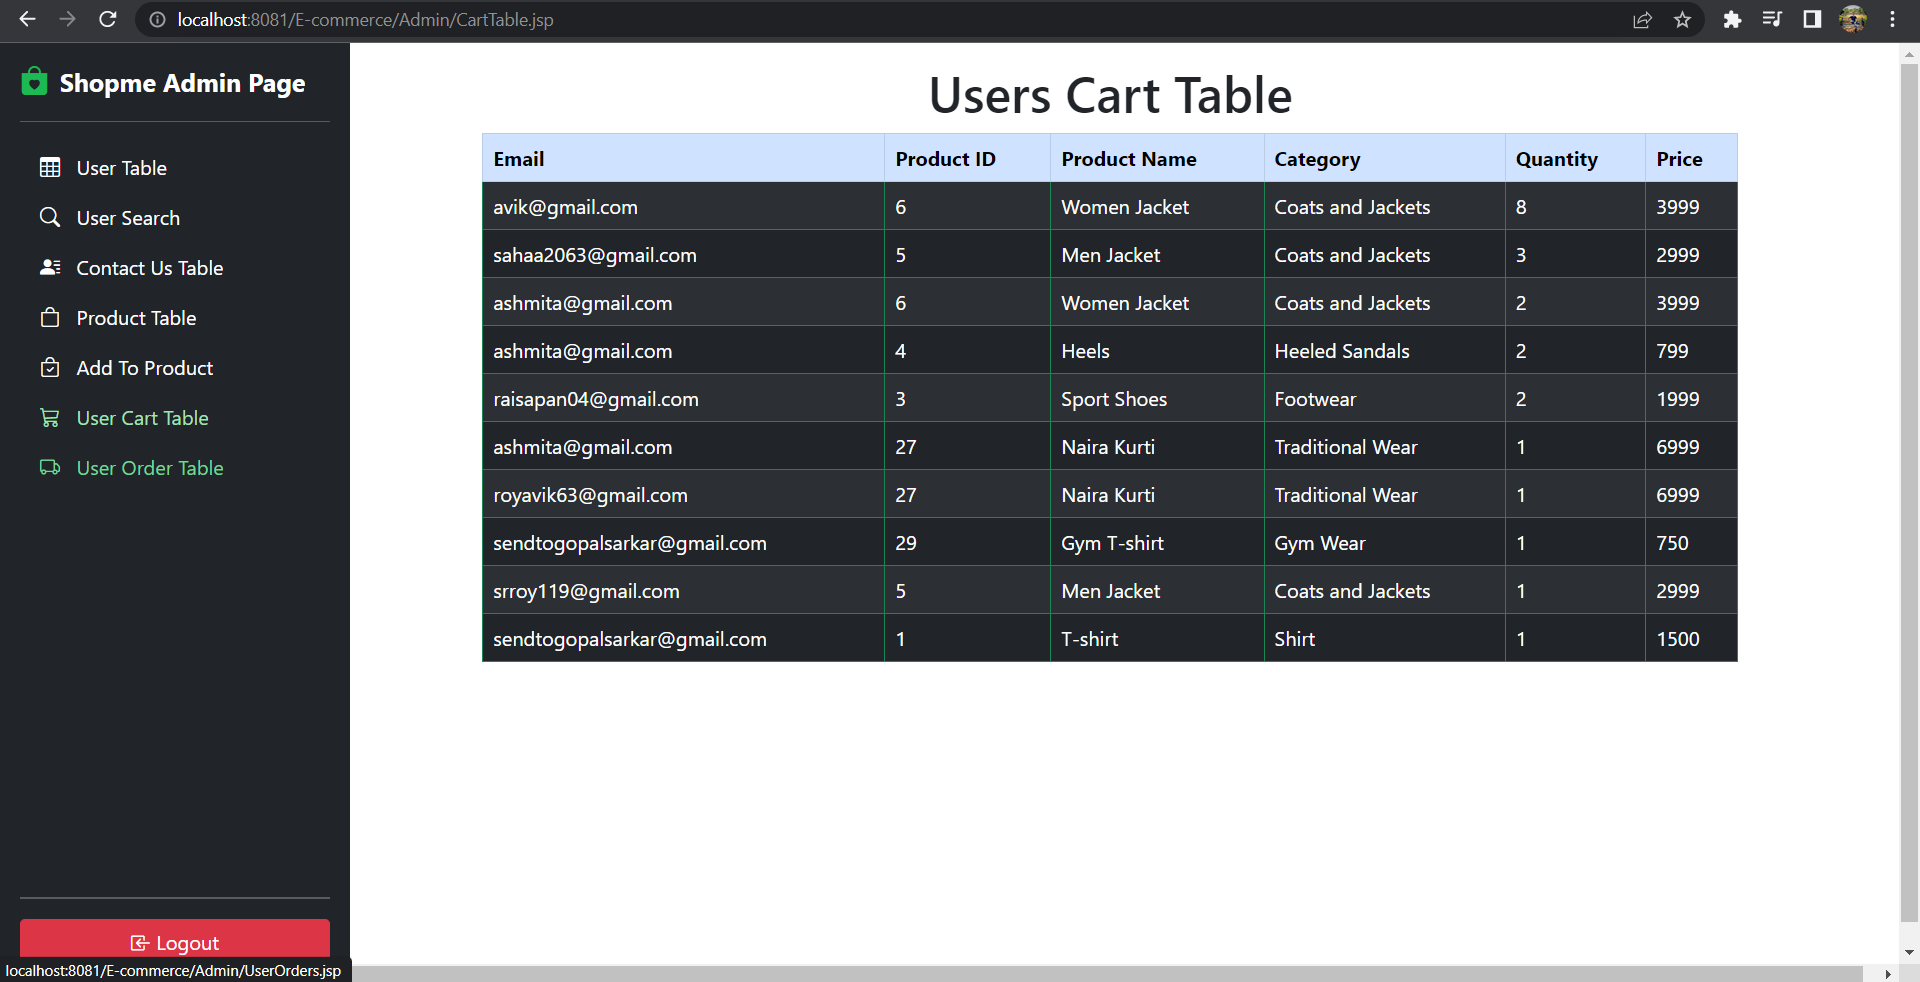 localhost:8081/E-commerce/Admin/CartTable.jsp
Shopme Admin Page
User Table
User Search
Contact Us Table
Product Table
Add To Product
User Cart Table
User Order Table
Logout
localhost:8081/E-commerce/Admin/UserOrders.jsp
Users Cart Table
Email Product ID Product Name Category Quantity Price
avik@gmail.com 6 Women Jacket Coats and Jackets 8 3999
sahaa2063@gmail.com 5 Men Jacket Coats and Jackets 3 2999
ashmita@gmail.com 6 Women Jacket Coats and Jackets 2 3999
ashmita@gmail.com 4 Heels Heeled Sandals 2 799
raisapan04@gmail.com 3 Sport Shoes Footwear 2 1999
ashmita@gmail.com 27 Naira Kurti Traditional Wear 1 6999
royavik63@gmail.com 27 Naira Kurti Traditional Wear 1 6999
sendtogopalsarkar@gmail.com 29 Gym T-shirt Gym Wear 1 750
srroy119@gmail.com 5 Men Jacket Coats and Jackets 1 2999
sendtogopalsarkar@gmail.com 1 T-shirt Shirt 1 1500